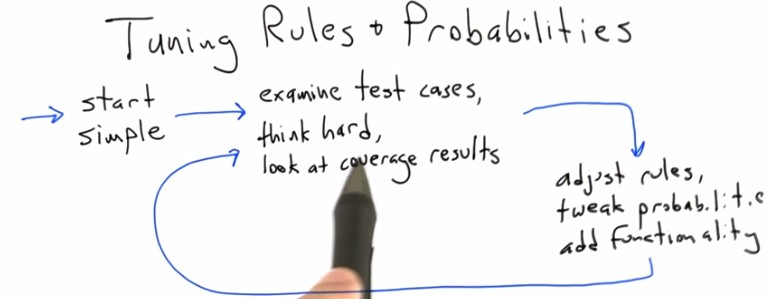 Tuning Rules + Probabilities
start
simple
examine test cases,
think hard,
look at coverage results
adjust rules,
tweak probabilitie
add functionality